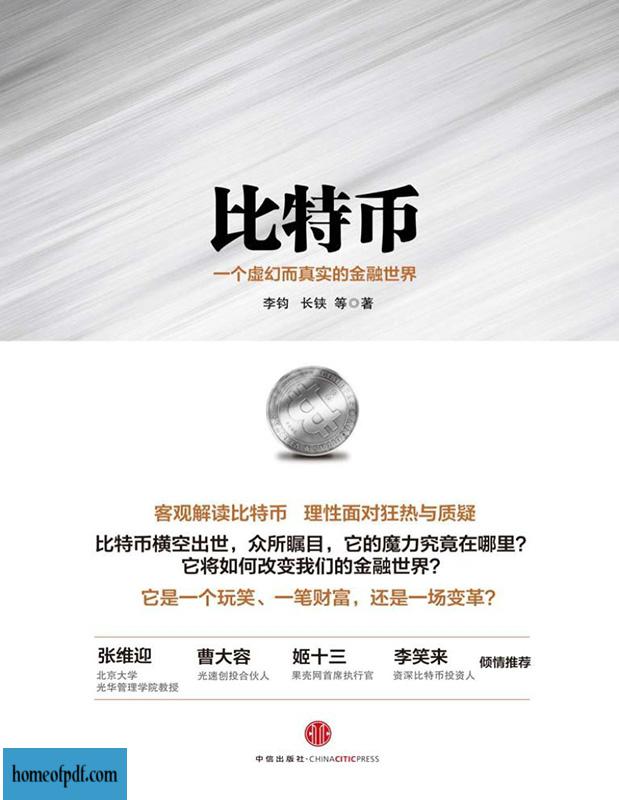 比特币
一个虚幻而真实的金融世界
李钧 长铗 等◎著
客观解读比特币 理性面对狂热与质疑
比特币横空出世，众所瞩目，它的魔力究竟在哪里？
它将如何改变我们的金融世界？
它是一个玩笑、一笔财富，还是一场变革？
张维迎 曹大容 姬十三 李笑来 倾情推荐
北京大学
光华管理学院教授 光速创投合伙人 果壳网首席执行官 资深比特币投资人
中信出版社·CHINACITICPRESS
homeofpdf.com